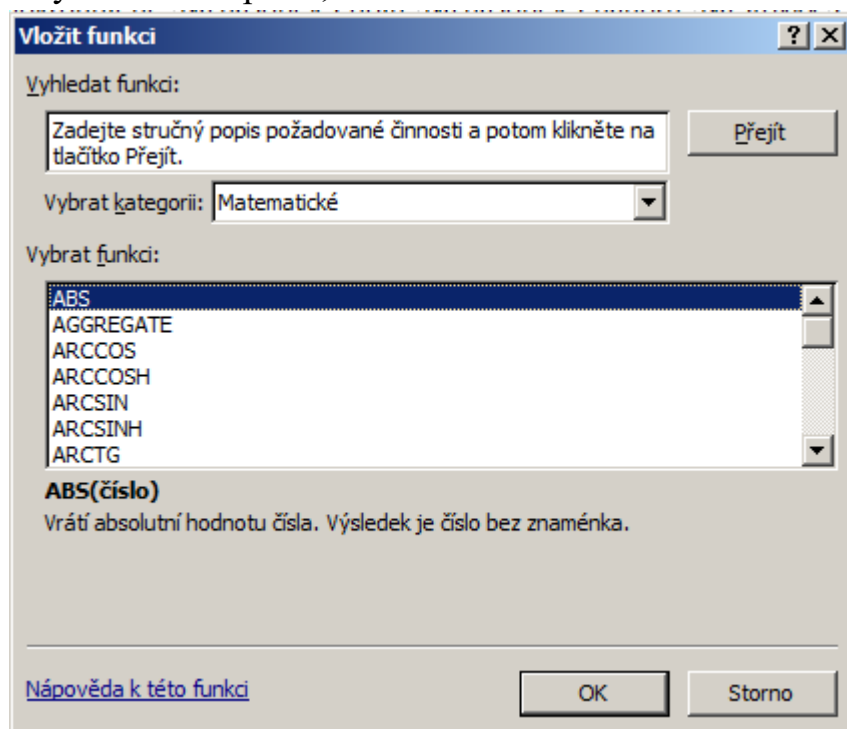 Vložit funkci
Vyhledat funkci:
Zadejte stručný popis požadované činnosti a potom klikněte na
tlačítko Přejít.
Přejít
Vybrat kategorii: Matematické
Vybrat funkci:
ABS
AGGREGATE
ARCCOS
ARCCOSH
ARCSIN
ARCSINH
ARCTG
ABS(číslo)
Vrátí absolutní hodnotu čísla. Výsledek je číslo bez znaménka.
Nápověda k této funkci
OK
Storno